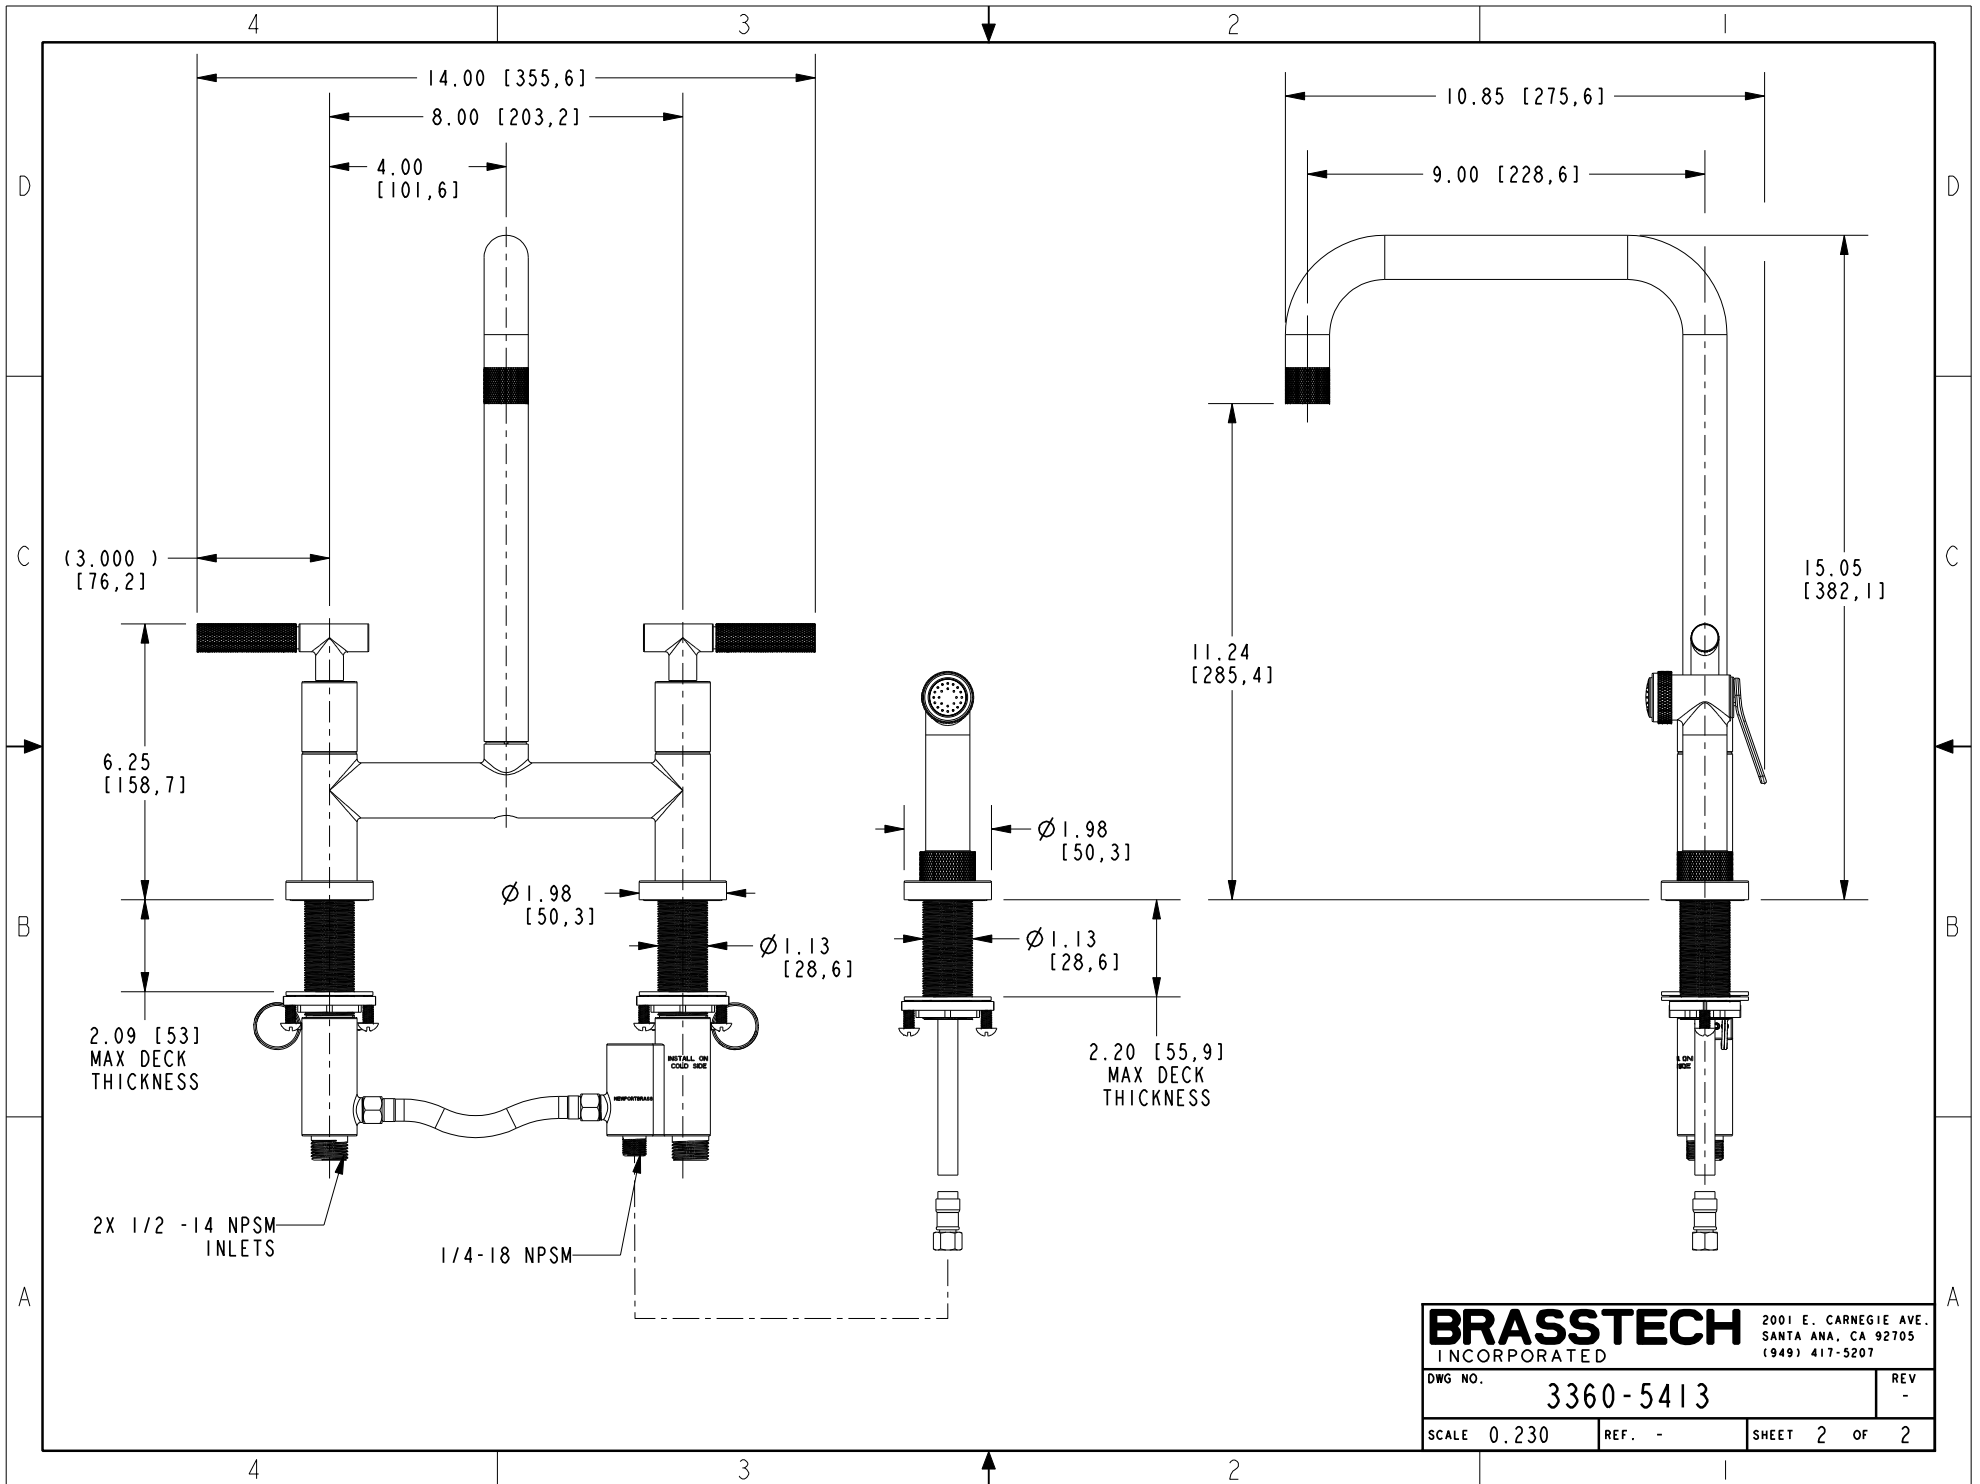 4
3
2
1
14.00 [355,6]
8.00 [203,2]
4.00
[101,6]
10.85 [275,6]
9.00 [228,6]
D
D
(3.000 )
[76,2]
C
C
15.05
[382,1]
11.24
[285,4]
6.25
[158,7]
Ø1.98
[50,3]
Ø1.98
[50,3]
B
B
Ø1.13
[28,6]
Ø1.13
[28,6]
2.09 [53]
MAX DECK
THICKNESS
2.20 [55,9]
MAX DECK
THICKNESS
INSTALL ON
COLD SIDE
NEWPORTBRASS
ON
IDE
2X 1/2 -14 NPSM
INLETS
1/4-18 NPSM
A
A
BRASSTECH
INCORPORATED
2001 E. CARNEGIE AVE.
SANTA ANA, CA 92705
(949) 417-5207
DWG NO.
3360-5413
REV
-
SCALE 0.230
REF. -
SHEET 2 OF 2
4
3
2
1